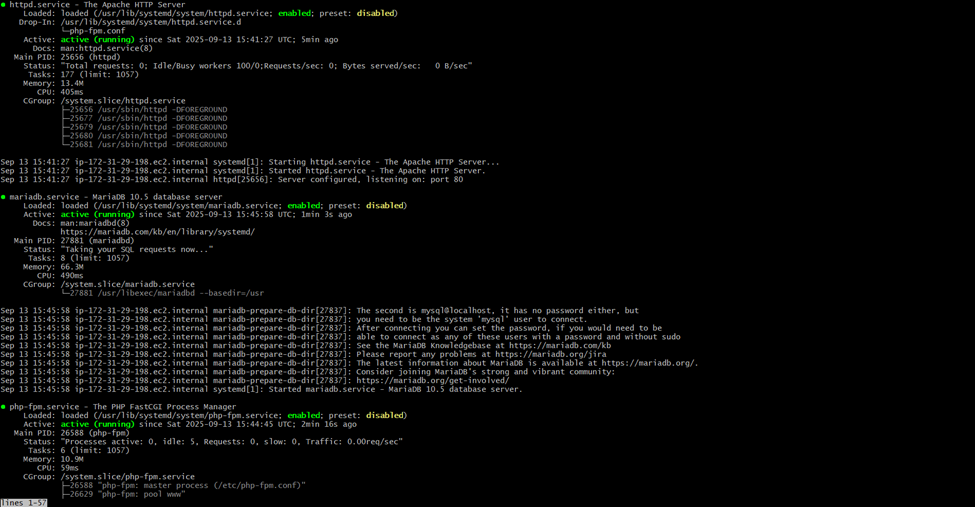 ● httpd.service - The Apache HTTP Server
     Loaded: loaded (/usr/lib/systemd/system/httpd.service; enabled; preset: disabled)
    Drop-In: /usr/lib/systemd/system/httpd.service.d
             └─php-fpm.conf
     Active: active (running) since Sat 2025-09-13 15:41:27 UTC; 5min ago
       Docs: man:httpd.service(8)
   Main PID: 25656 (httpd)
     Status: "Total requests: 0; Idle/Busy workers 100/0;Requests/sec: 0; Bytes served/sec:   0 B/sec"
      Tasks: 177 (limit: 1057)
     Memory: 13.4M
        CPU: 405ms
     CGroup: /system.slice/httpd.service
             ├─25656 /usr/sbin/httpd -DFOREGROUND
             ├─25677 /usr/sbin/httpd -DFOREGROUND
             ├─25679 /usr/sbin/httpd -DFOREGROUND
             ├─25680 /usr/sbin/httpd -DFOREGROUND
             └─25681 /usr/sbin/httpd -DFOREGROUND
Sep 13 15:41:27 ip-172-31-29-198.ec2.internal systemd[1]: Starting httpd.service - The Apache HTTP Server...
Sep 13 15:41:27 ip-172-31-29-198.ec2.internal systemd[1]: Started httpd.service - The Apache HTTP Server.
Sep 13 15:41:27 ip-172-31-29-198.ec2.internal httpd[25656]: Server configured, listening on: port 80
● mariadb.service - MariaDB 10.5 database server
     Loaded: loaded (/usr/lib/systemd/system/mariadb.service; enabled; preset: disabled)
     Active: active (running) since Sat 2025-09-13 15:45:58 UTC; 1min 3s ago
       Docs: man:mariadbd(8)
             https://mariadb.com/kb/en/library/systemd/
   Main PID: 27881 (mariadbd)
     Status: "Taking your SQL requests now..."
      Tasks: 8 (limit: 1057)
     Memory: 66.3M
        CPU: 490ms
     CGroup: /system.slice/mariadb.service
             └─27881 /usr/libexec/mariadbd --basedir=/usr
Sep 13 15:45:58 ip-172-31-29-198.ec2.internal mariadb-prepare-db-dir[27837]: The second is mysql@localhost, it has no password either, but
Sep 13 15:45:58 ip-172-31-29-198.ec2.internal mariadb-prepare-db-dir[27837]: you need to be the system 'mysql' user to connect.
Sep 13 15:45:58 ip-172-31-29-198.ec2.internal mariadb-prepare-db-dir[27837]: After connecting you can set the password, if you would need to be
Sep 13 15:45:58 ip-172-31-29-198.ec2.internal mariadb-prepare-db-dir[27837]: able to connect as any of these users with a password and without sudo
Sep 13 15:45:58 ip-172-31-29-198.ec2.internal mariadb-prepare-db-dir[27837]: See the MariaDB Knowledgebase at https://mariadb.com/kb
Sep 13 15:45:58 ip-172-31-29-198.ec2.internal mariadb-prepare-db-dir[27837]: Please report any problems at https://mariadb.org/jira
Sep 13 15:45:58 ip-172-31-29-198.ec2.internal mariadb-prepare-db-dir[27837]: The latest information about MariaDB is available at https://mariadb.org/.
Sep 13 15:45:58 ip-172-31-29-198.ec2.internal mariadb-prepare-db-dir[27837]: Consider joining MariaDB's strong and vibrant community:
Sep 13 15:45:58 ip-172-31-29-198.ec2.internal mariadb-prepare-db-dir[27837]: https://mariadb.org/get-involved/
Sep 13 15:45:58 ip-172-31-29-198.ec2.internal systemd[1]: Started mariadb.service - MariaDB 10.5 database server.
● php-fpm.service - The PHP FastCGI Process Manager
     Loaded: loaded (/usr/lib/systemd/system/php-fpm.service; enabled; preset: disabled)
     Active: active (running) since Sat 2025-09-13 15:44:45 UTC; 2min 16s ago
   Main PID: 26588 (php-fpm)
     Status: "Processes active: 0, idle: 5, Requests: 0, slow: 0, Traffic: 0.00req/sec"
      Tasks: 6 (limit: 1057)
     Memory: 10.9M
        CPU: 59ms
     CGroup: /system.slice/php-fpm.service
             ├─26588 "php-fpm: master process (/etc/php-fpm.conf)"
             ├─26629 "php-fpm: pool www"
lines 1-57